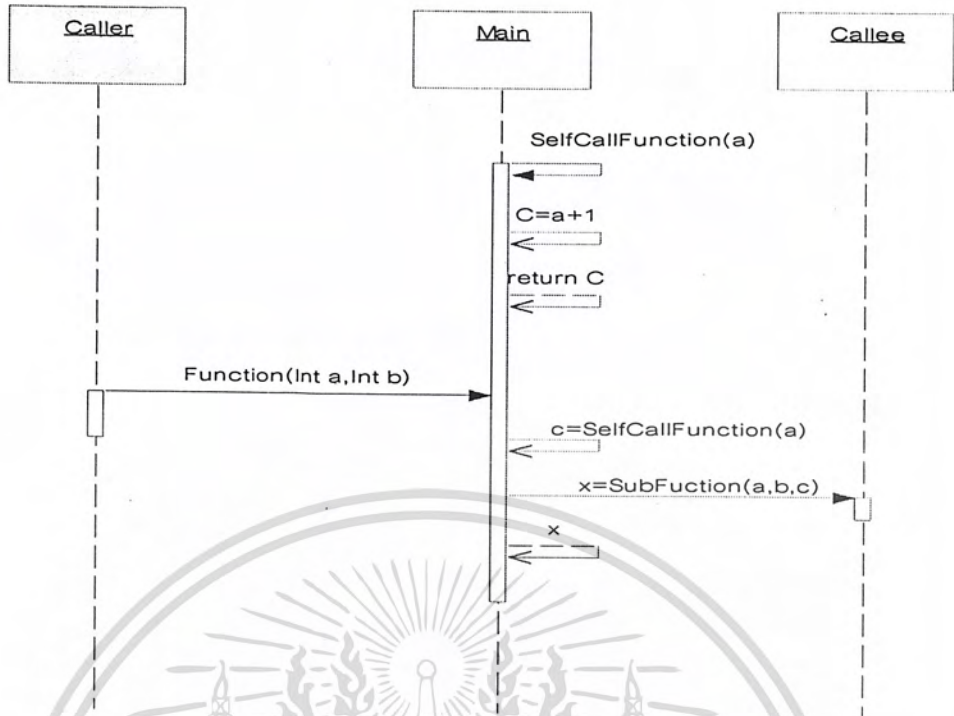 Caller
Main
Callee
SelfCallFunction(a)
C=a+1
return C
Function(Int a,Int b)
c=SelfCallFunction(a)
x=SubFuction(a,b,c)
x